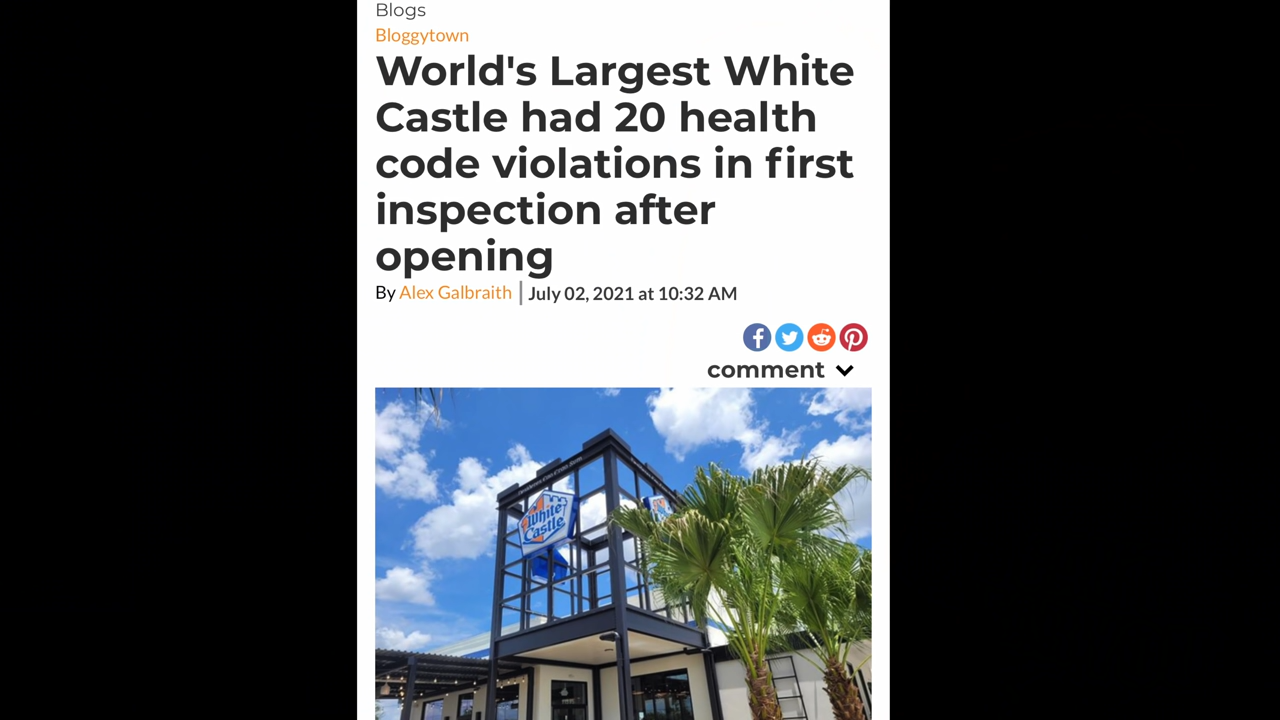 Blogs
Bloggytown
World's Largest White
Castle had 20 health
code violations in first
inspection after
opening
By Alex Galbraith | July 02, 2021 at 10:32 AM
comment
White
Castle